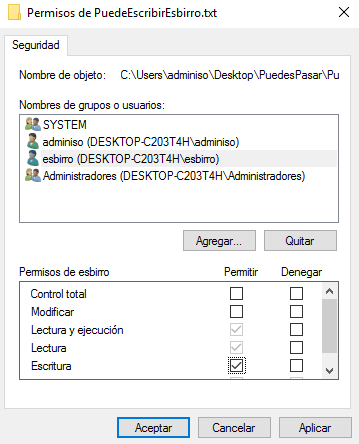 Permisos de PuedeEscribirEsbirro.txt
Seguridad
Nombre de objeto: C:\Users\adminiso\Desktop\PuedesPasar\Pu
Nombres de grupos o usuarios:
SYSTEM
adminiso (DESKTOP-C203T4H\adminiso)
esbirro (DESKTOP-C203T4H\esbirro)
Administradores (DESKTOP-C203T4H\Administradores)
Agregar... Quitar
Permisos de esbirro Permitir Denegar
Control total
Modificar
Lectura y ejecución
Lectura
Escritura
Aceptar Cancelar Aplicar